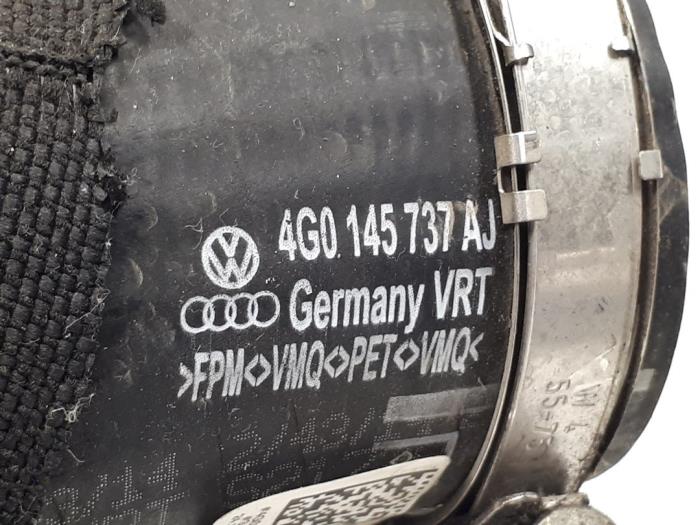 4G0 145 737 AJ
Germany VRT
>FPM<>VMQ<>PET<>VMQ<